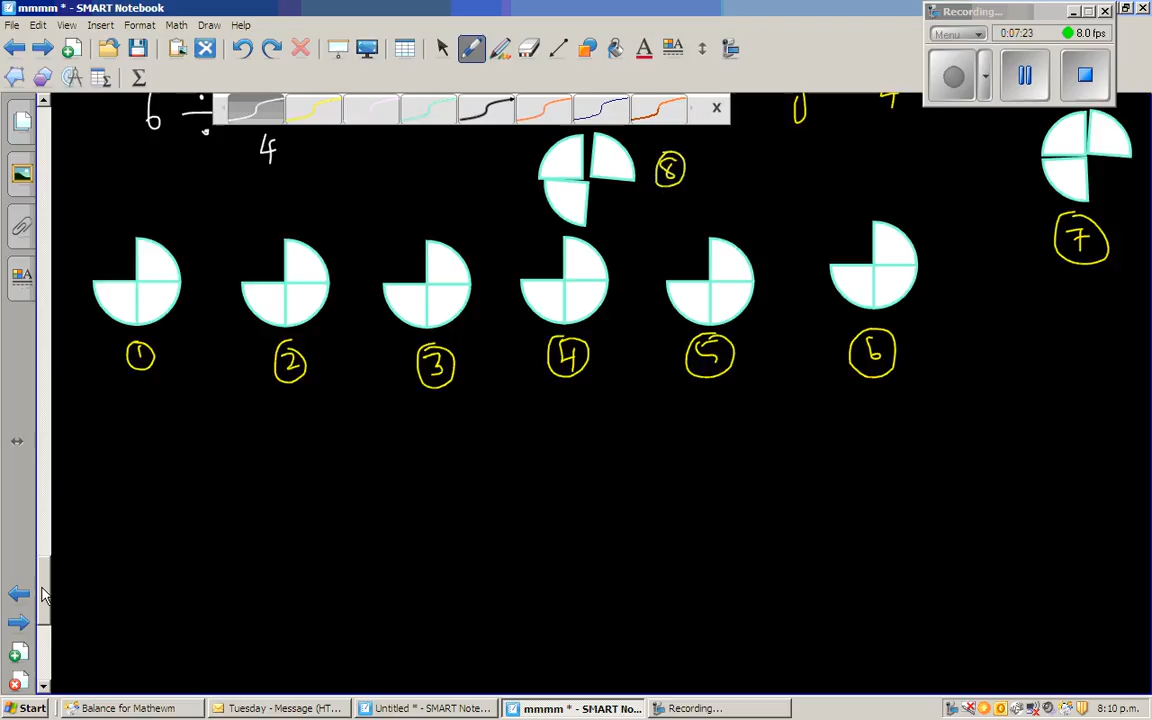 mmmm * - SMART Notebook
Recording...
File Edit View Insert Format Math Draw Help
Menu
0:07:23
8.0 fps
6 ÷
4
0
8
7
1 2 3 4 5 6
Start
Balance for Mathewm
Tuesday - Message (HT...
Untitled * - SMART Note...
mmmm * - SMART No...
Recording...
8:10 p.m.